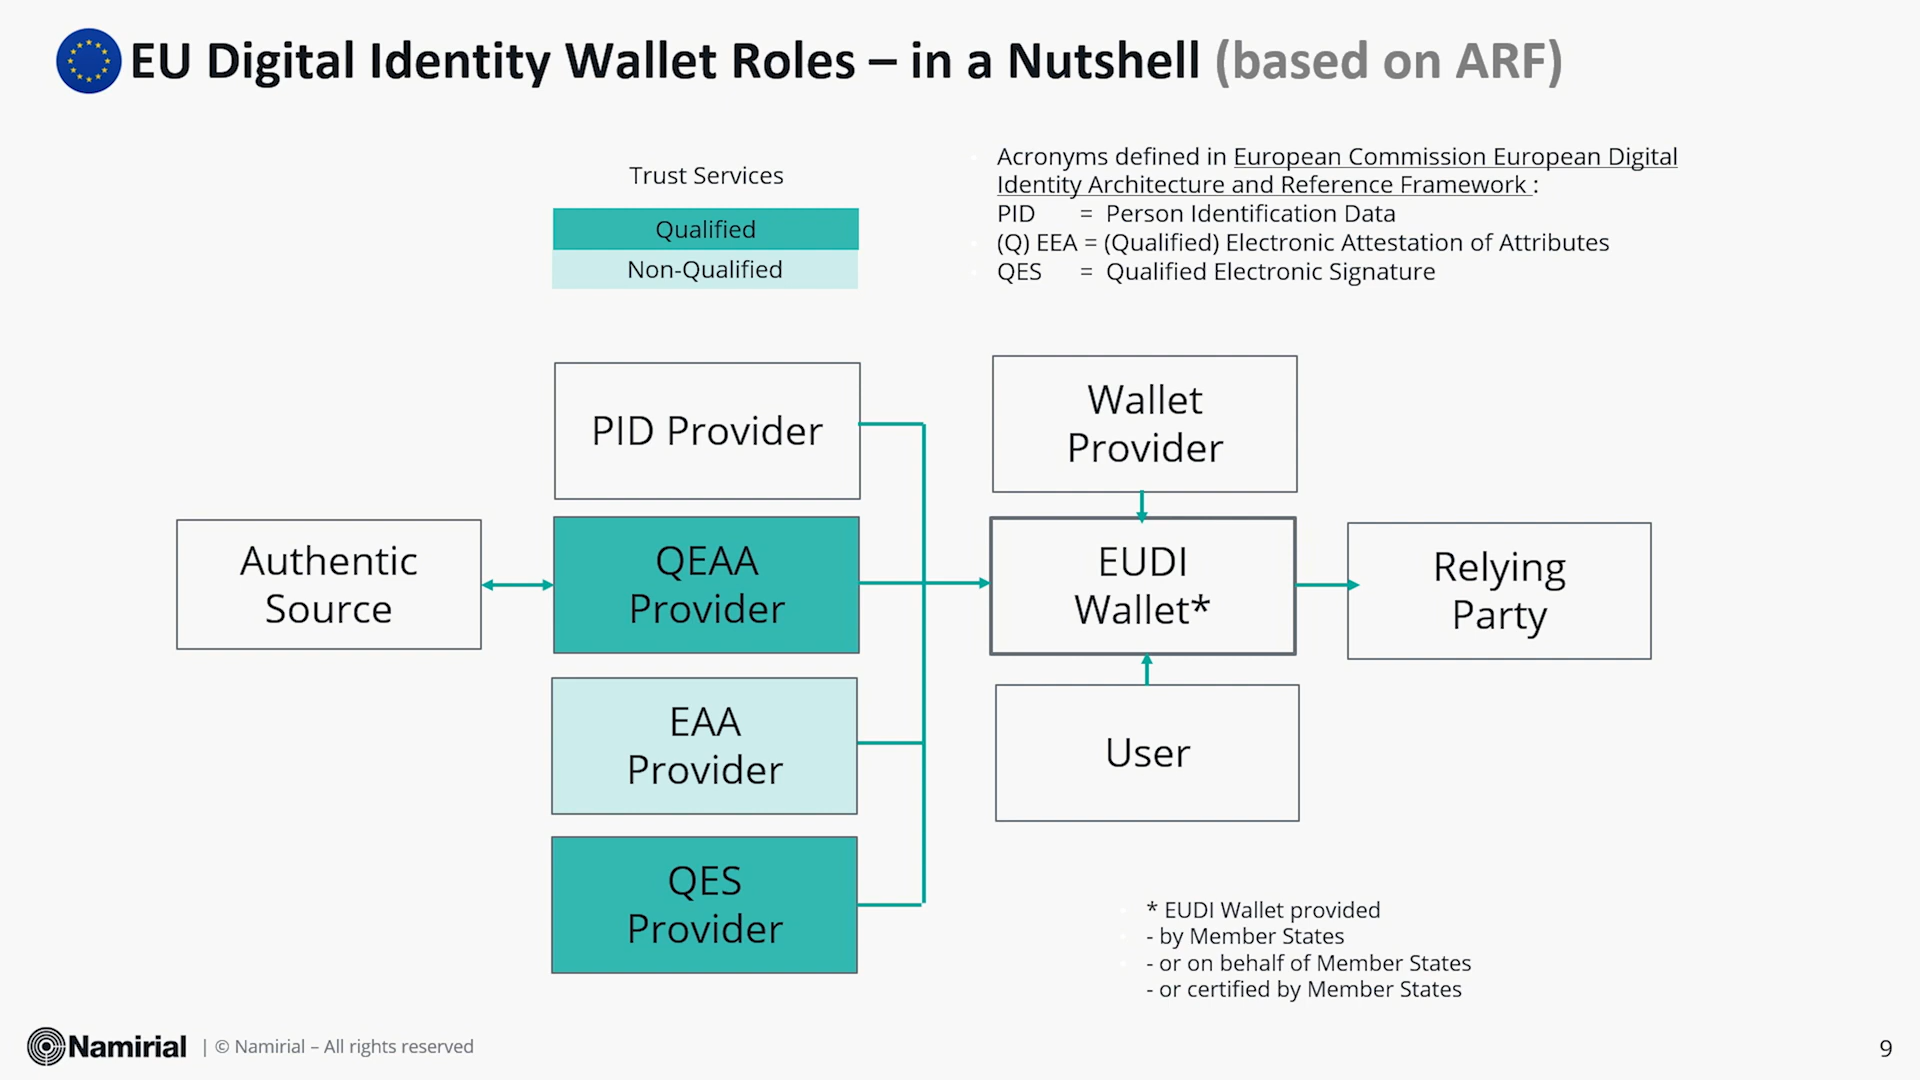 EU Digital Identity Wallet Roles – in a Nutshell (based on ARF)
Trust Services
Qualified
Non-Qualified
Acronyms defined in European Commission European Digital
Identity Architecture and Reference Framework :
PID = Person Identification Data
(Q) EEA = (Qualified) Electronic Attestation of Attributes
QES = Qualified Electronic Signature
PID Provider
Wallet
Provider
Authentic
Source
QEAA
Provider
EUDI
Wallet*
Relying
Party
EAA
Provider
User
QES
Provider
* EUDI Wallet provided
- by Member States
- or on behalf of Member States
- or certified by Member States
Namirial | © Namirial – All rights reserved
9